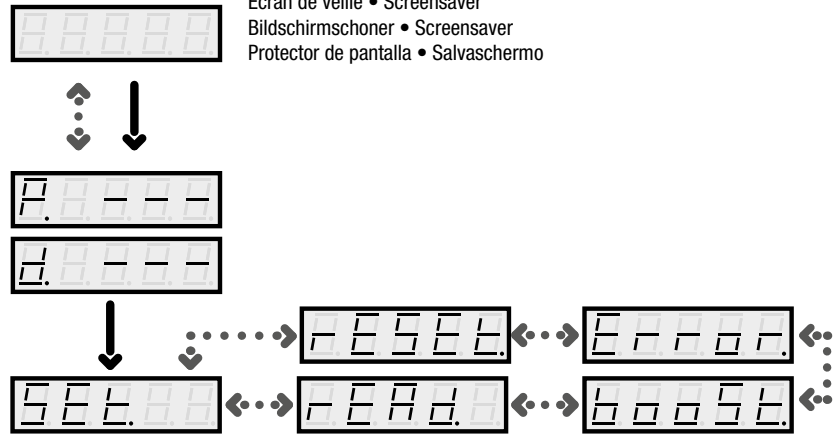 Écran de veille • Screensaver
Bildschirmschoner • Screensaver
Protector de pantalla • Salvaschermo
P. - - -
d. - - -
rESEt. Error.
SEt. rEAd. booSt.